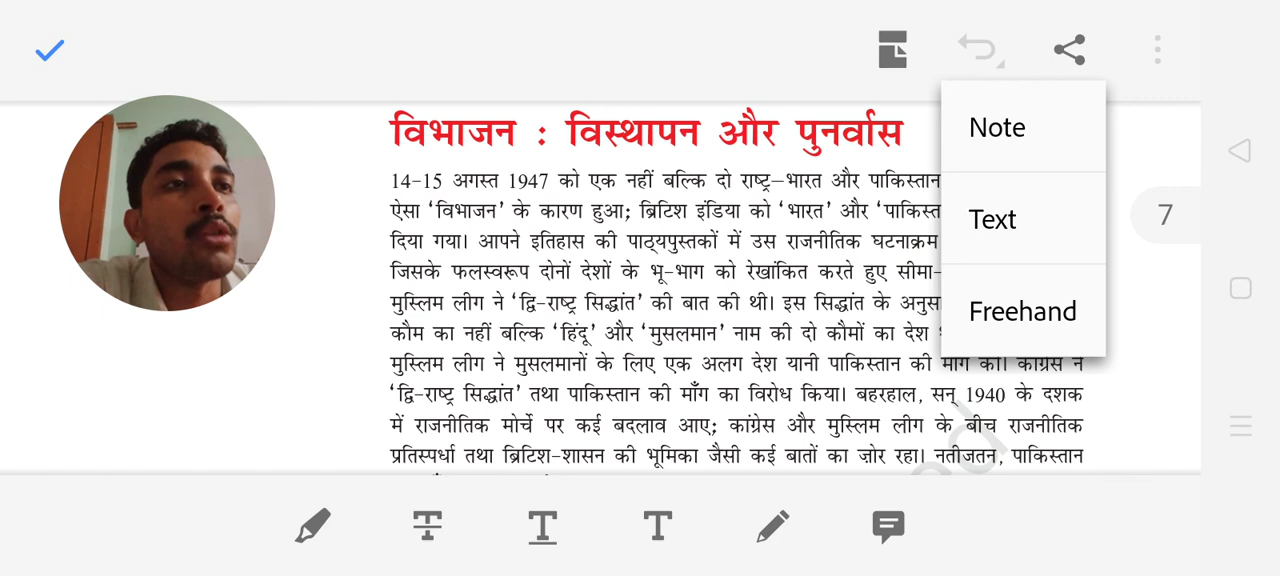 विभाजन : विस्थापन और पुनर्वास
14-15 अगस्त 1947 को एक नहीं बल्कि दो राष्ट्र–भारत और पाकिस्तान
ऐसा ‘विभाजन’ के कारण हुआ; ब्रिटिश इंडिया को ‘भारत’ और ‘पाकिस्त
दिया गया। आपने इतिहास की पाठ्यपुस्तकों में उस राजनीतिक घटनाक्रम
जिसके फलस्वरूप दोनों देशों के भू-भाग को रेखांकित करते हुए सीमा-
मुस्लिम लीग ने ‘द्वि-राष्ट्र सिद्धांत’ की बात की थी। इस सिद्धांत के अनुसा
कौम का नहीं बल्कि ‘हिंदू’ और ‘मुसलमान’ नाम की दो कौमों का देश
मुस्लिम लीग ने मुसलमानों के लिए एक अलग देश यानी पाकिस्तान की माँग की। कांग्रेस ने
‘द्वि-राष्ट्र सिद्धांत’ तथा पाकिस्तान की माँग का विरोध किया। बहरहाल, सन् 1940 के दशक
में राजनीतिक मोर्चे पर कई बदलाव आए; कांग्रेस और मुस्लिम लीग के बीच राजनीतिक
प्रतिस्पर्धा तथा ब्रिटिश-शासन की भूमिका जैसी कई बातों का ज़ोर रहा। नतीजतन, पाकिस्तान
Note
Text
Freehand
7